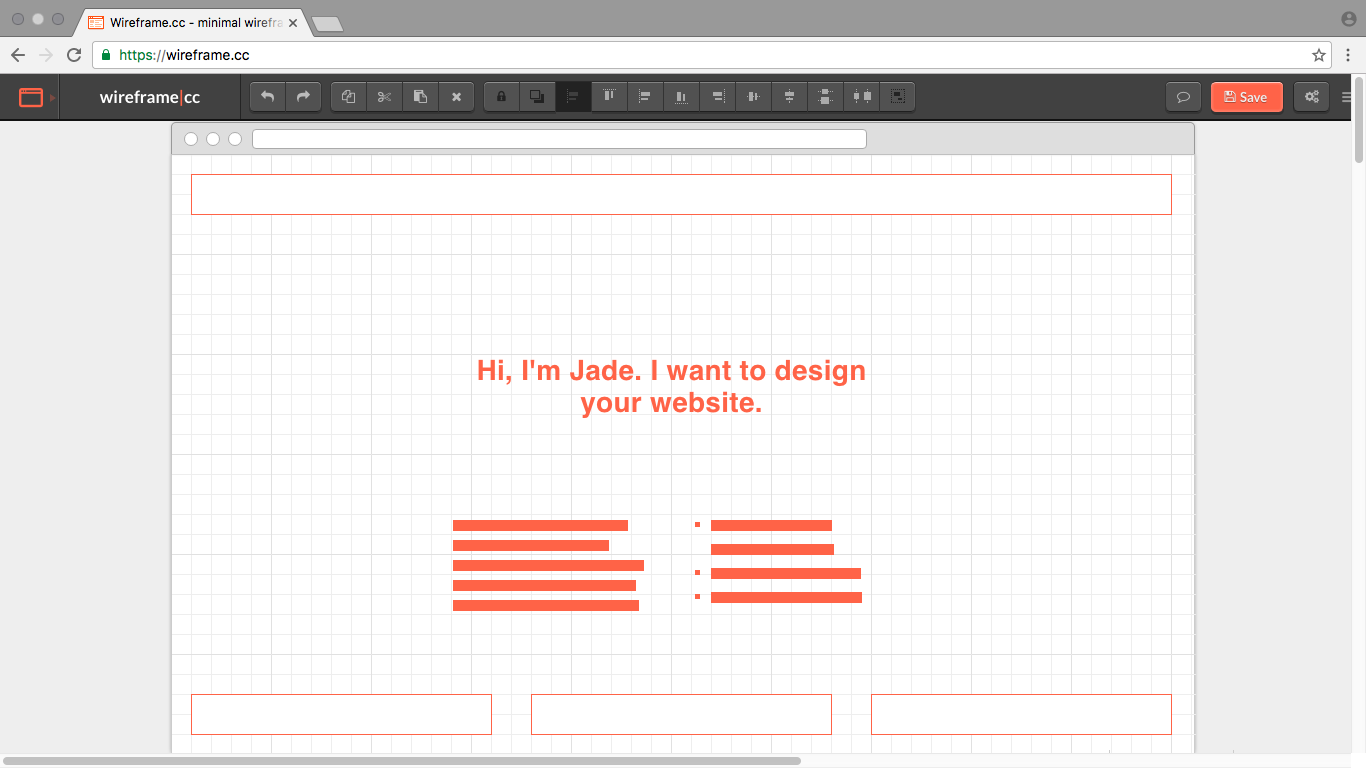 Wireframe.cc - minimal wirefra
https://wireframe.cc
wireframe|cc
Save
Hi, I'm Jade. I want to design
your website.